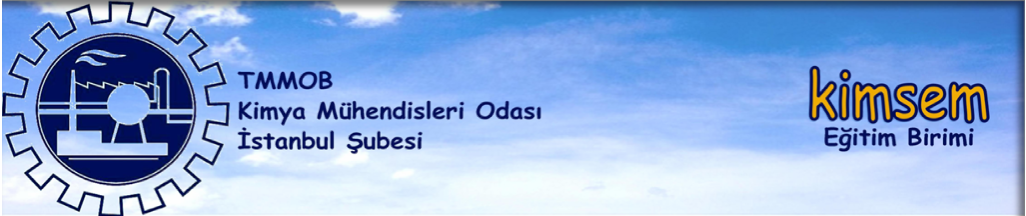 TMMOB
Kimya Mühendisleri Odası
İstanbul Şubesi
kimsem
Eğitim Birimi